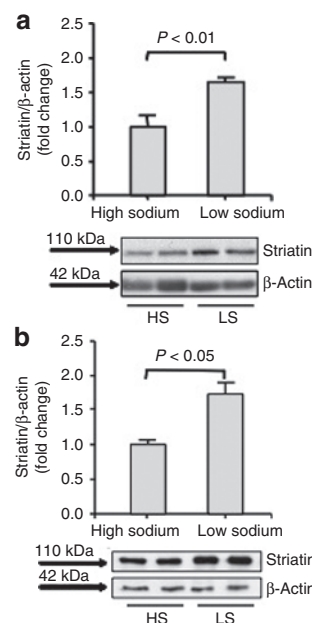 a
Striatin/β-actin
(fold change)
2.5
2.0
1.5
1.0
0.5
0.0
P < 0.01
High sodium Low sodium
110 kDa Striatin
42 kDa β-Actin
HS LS
b
Striatin/β-actin
(fold change)
2.5
2.0
1.5
1.0
0.5
0.0
P < 0.05
High sodium Low sodium
110 kDa Striatin
42 kDa β-Actin
HS LS